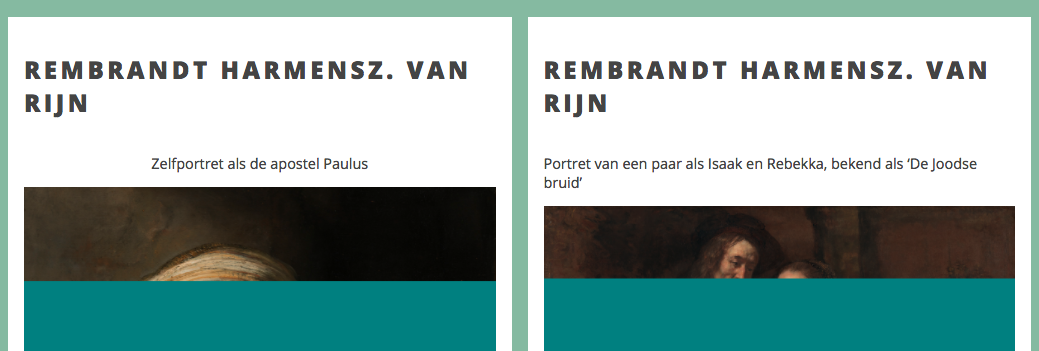 REMBRANDT HARMENSZ. VAN
RIJN
Zelfportret als de apostel Paulus
REMBRANDT HARMENSZ. VAN
RIJN
Portret van een paar als Isaak en Rebekka, bekend als ‘De Joodse
bruid’